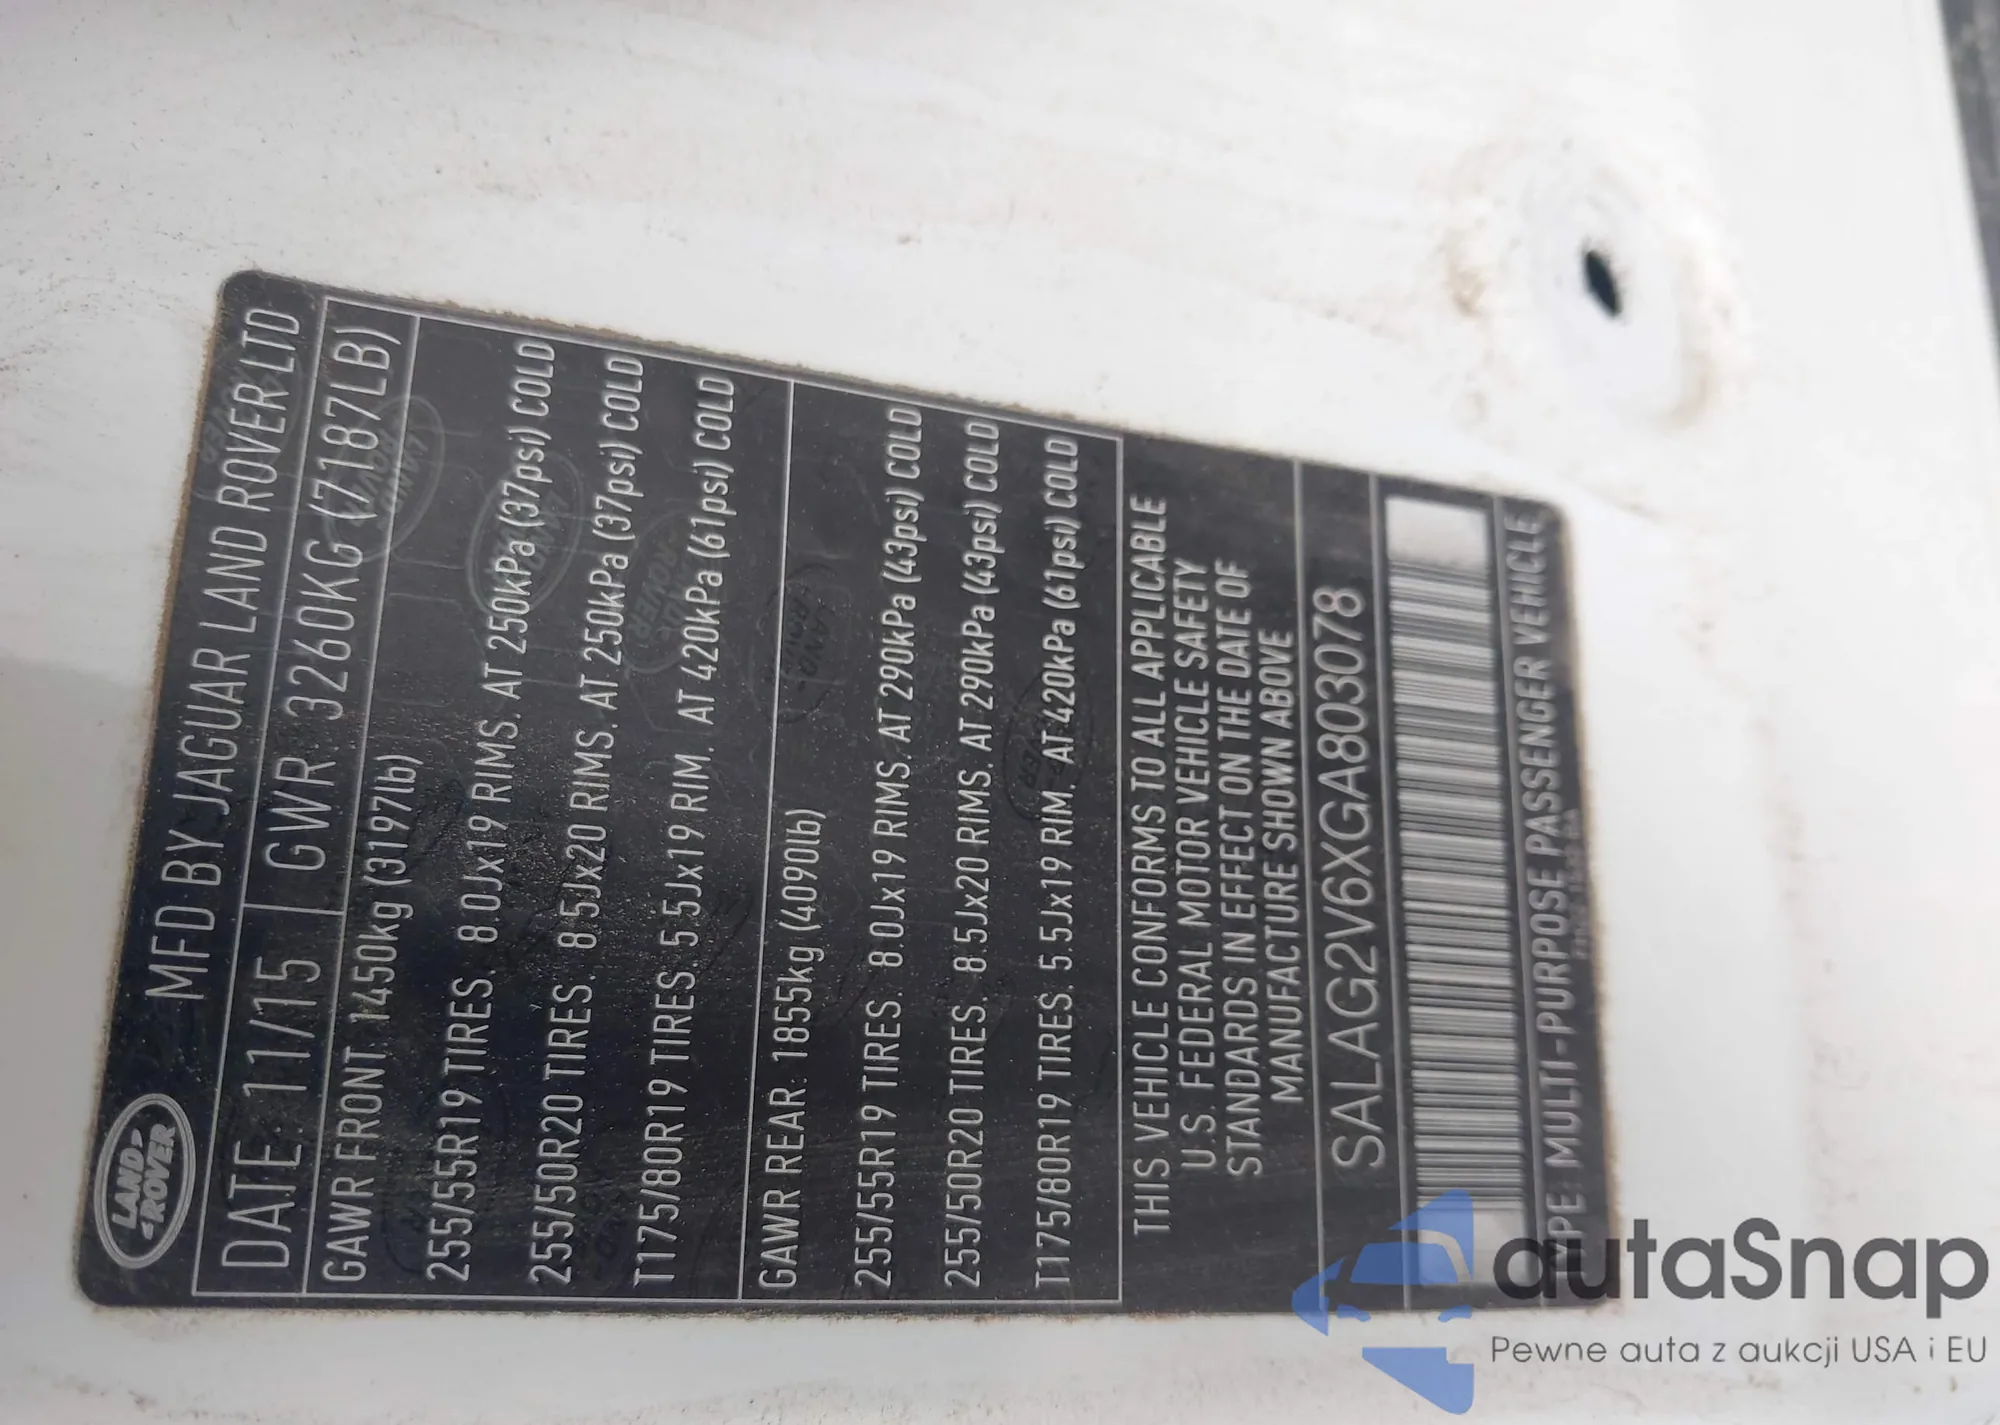 LAND-
-ROVER
MFD BY JAGUAR LAND ROVER LTD
DATE: 11/15 GWR: 3260KG (7187LB)
GAWR FRONT: 1450kg (3197lb)
255/55R19 TIRES. 8.0Jx19 RIMS. AT 250kPa (37psi) COLD
255/50R20 TIRES. 8.5Jx20 RIMS. AT 250kPa (37psi) COLD
T175/80R19 TIRES. 5.5Jx19 RIM. AT 420kPa (61psi) COLD
GAWR REAR: 1855kg (4090lb)
255/55R19 TIRES. 8.0Jx19 RIMS. AT 290kPa (43psi) COLD
255/50R20 TIRES. 8.5Jx20 RIMS. AT 290kPa (43psi) COLD
T175/80R19 TIRES. 5.5Jx19 RIM. AT 420kPa (61psi) COLD
THIS VEHICLE CONFORMS TO ALL APPLICABLE
U.S. FEDERAL MOTOR VEHICLE SAFETY
STANDARDS IN EFFECT ON THE DATE OF
MANUFACTURE SHOWN ABOVE
SALAG2V6XGA803078
TYPE: MULTI-PURPOSE PASSENGER VEHICLE
autaSnap
Pewne auta z aukcji USA i EU